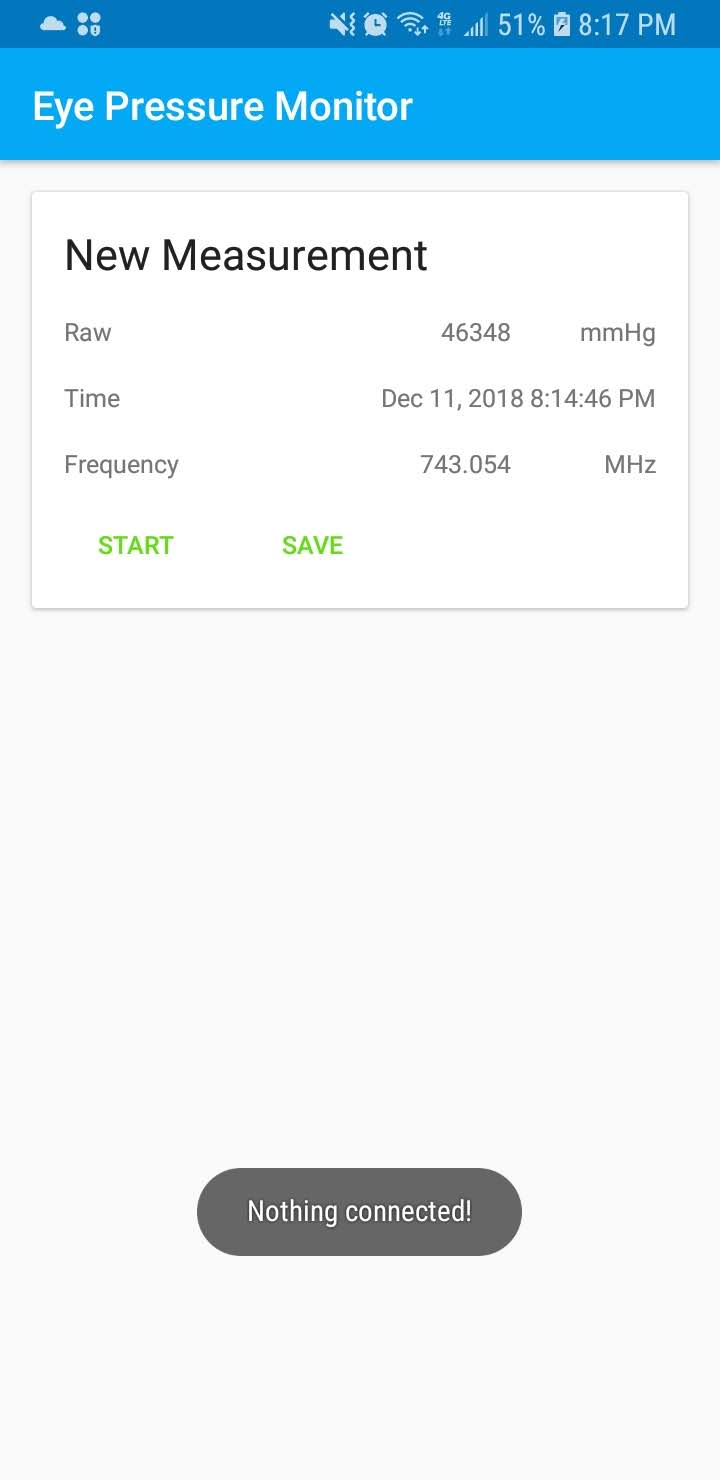 4G LTE 51% 8:17 PM
Eye Pressure Monitor
New Measurement
Raw 46348 mmHg
Time Dec 11, 2018 8:14:46 PM
Frequency 743.054 MHz
START SAVE
Nothing connected!